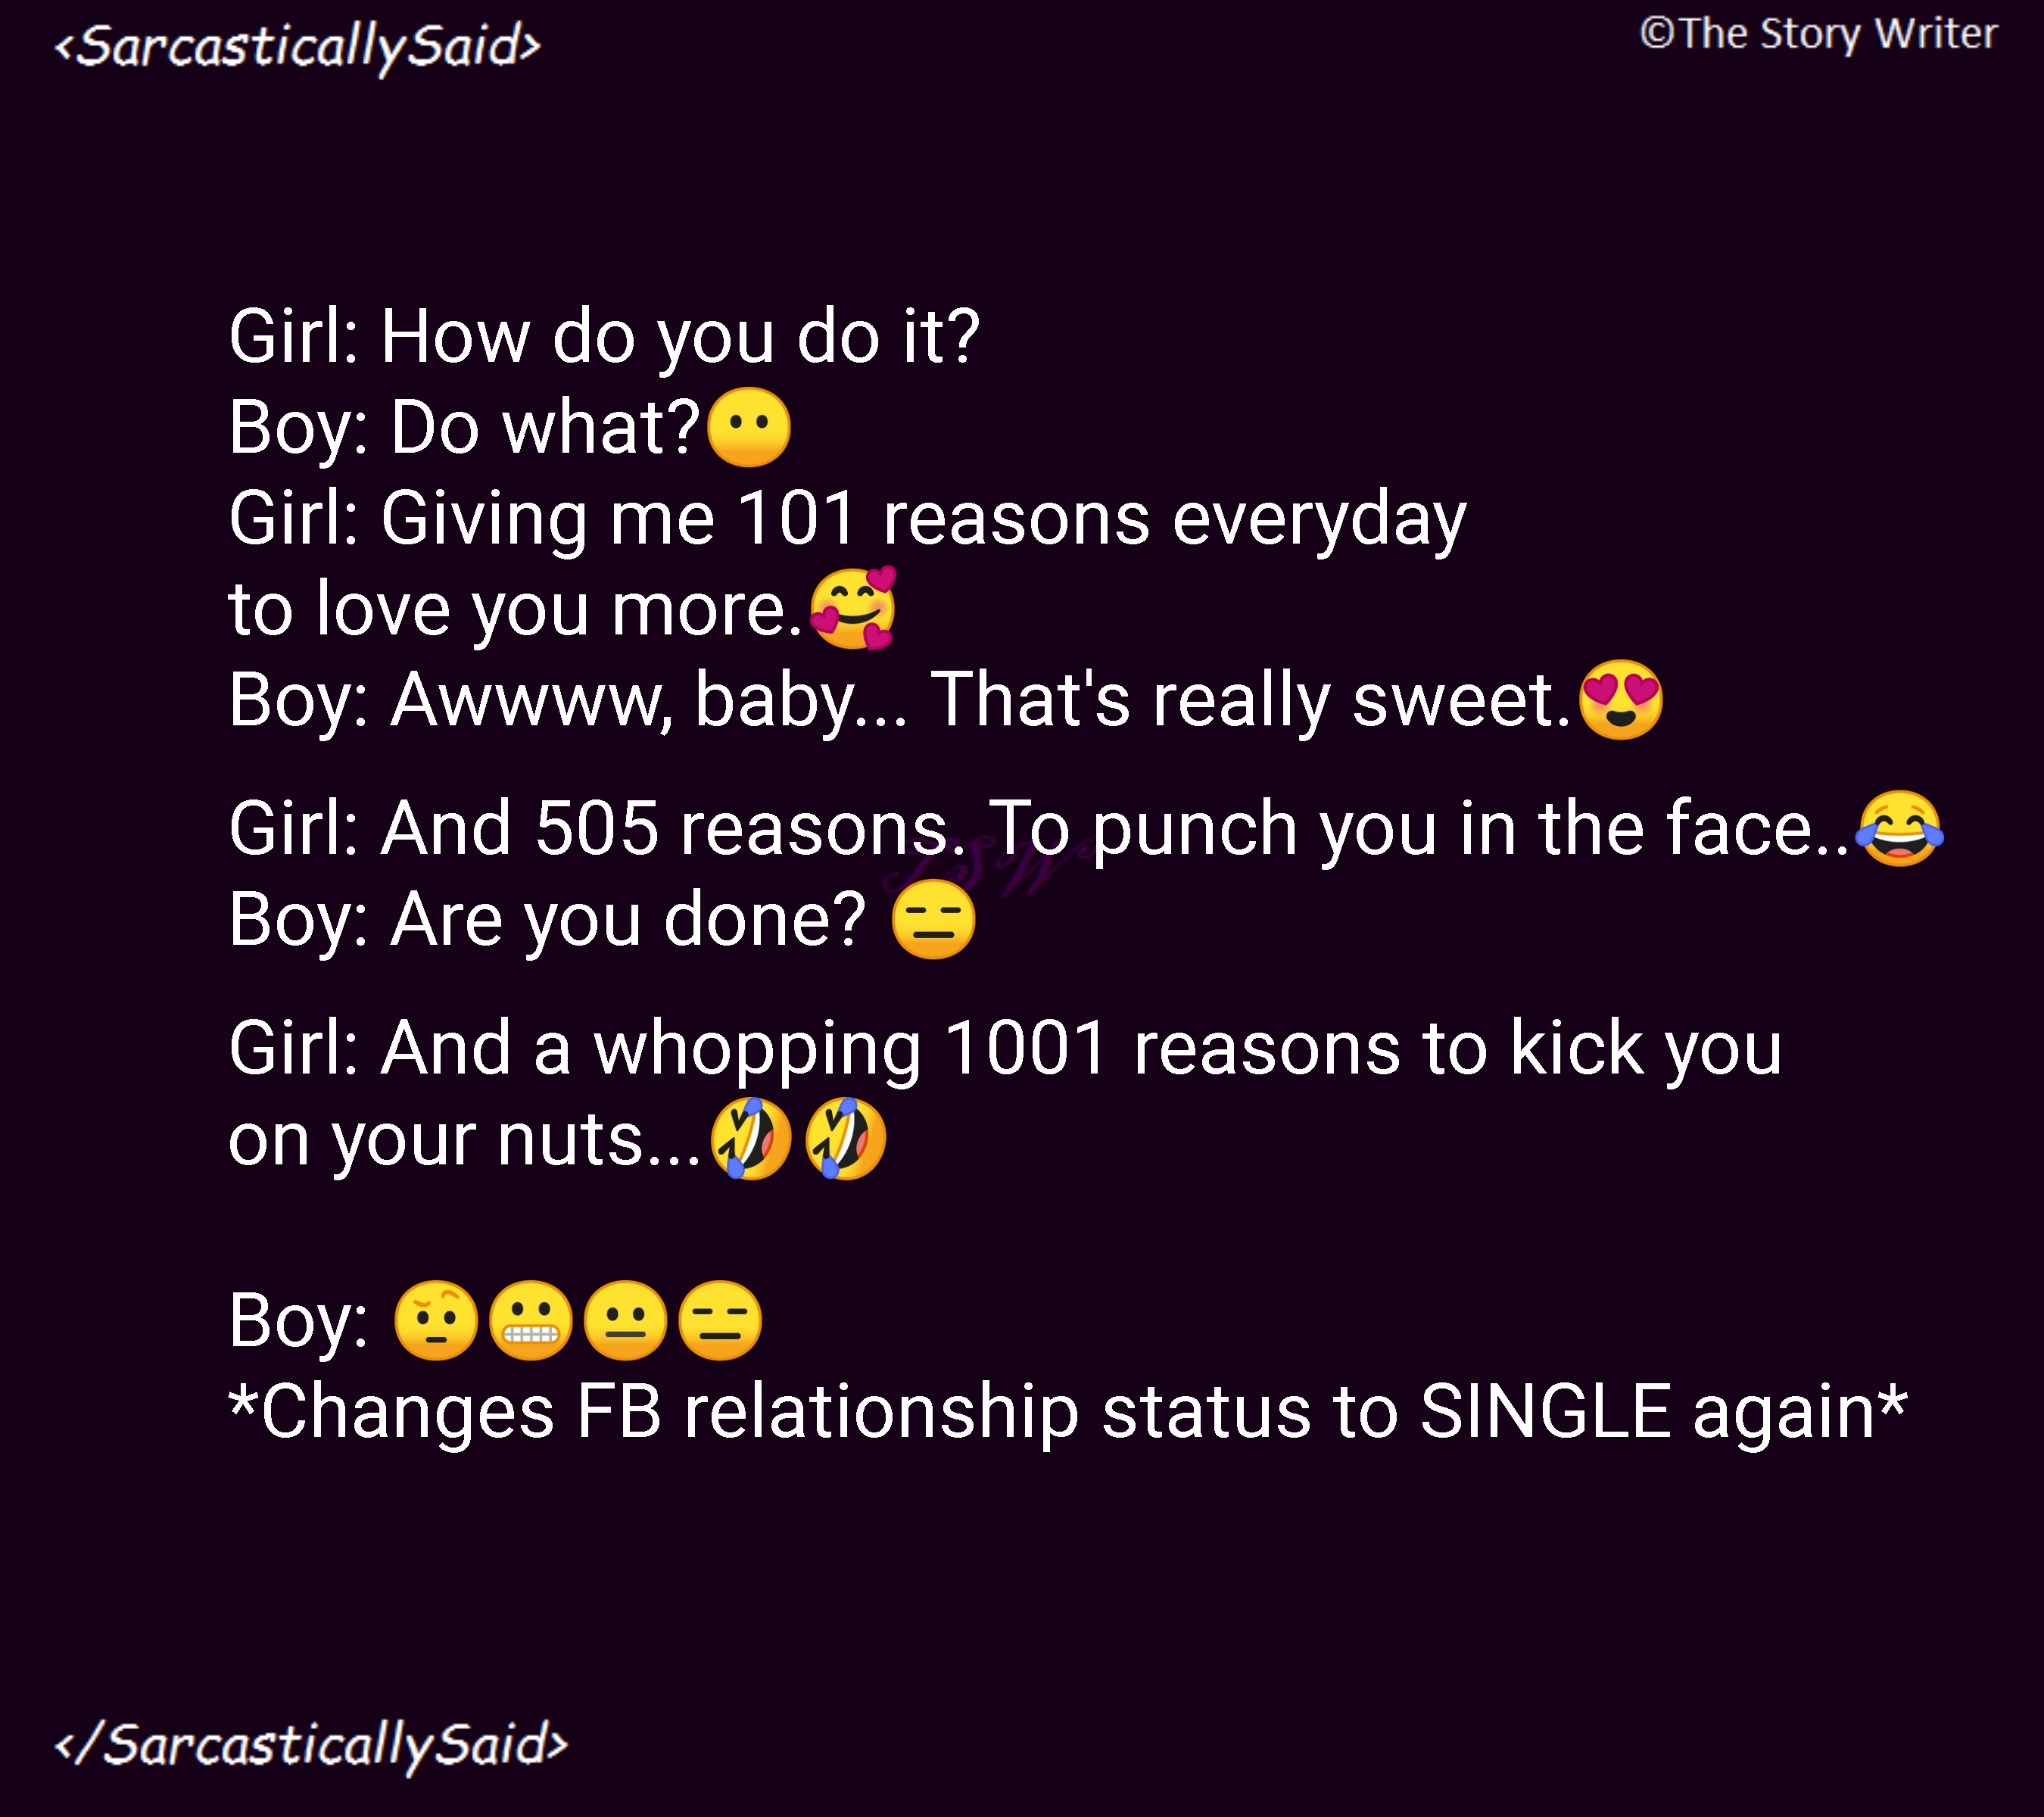 <SarcasticallySaid>
©The Story Writer
Girl: How do you do it?
Boy: Do what?😶
Girl: Giving me 101 reasons everyday
to love you more.🥰
Boy: Awwww, baby... That's really sweet.😍
Girl: And 505 reasons. To punch you in the face..😂
Boy: Are you done? 😑
Girl: And a whopping 1001 reasons to kick you
on your nuts...🤣🤣
Boy: 🤨😬😐😑
*Changes FB relationship status to SINGLE again*
</SarcasticallySaid>